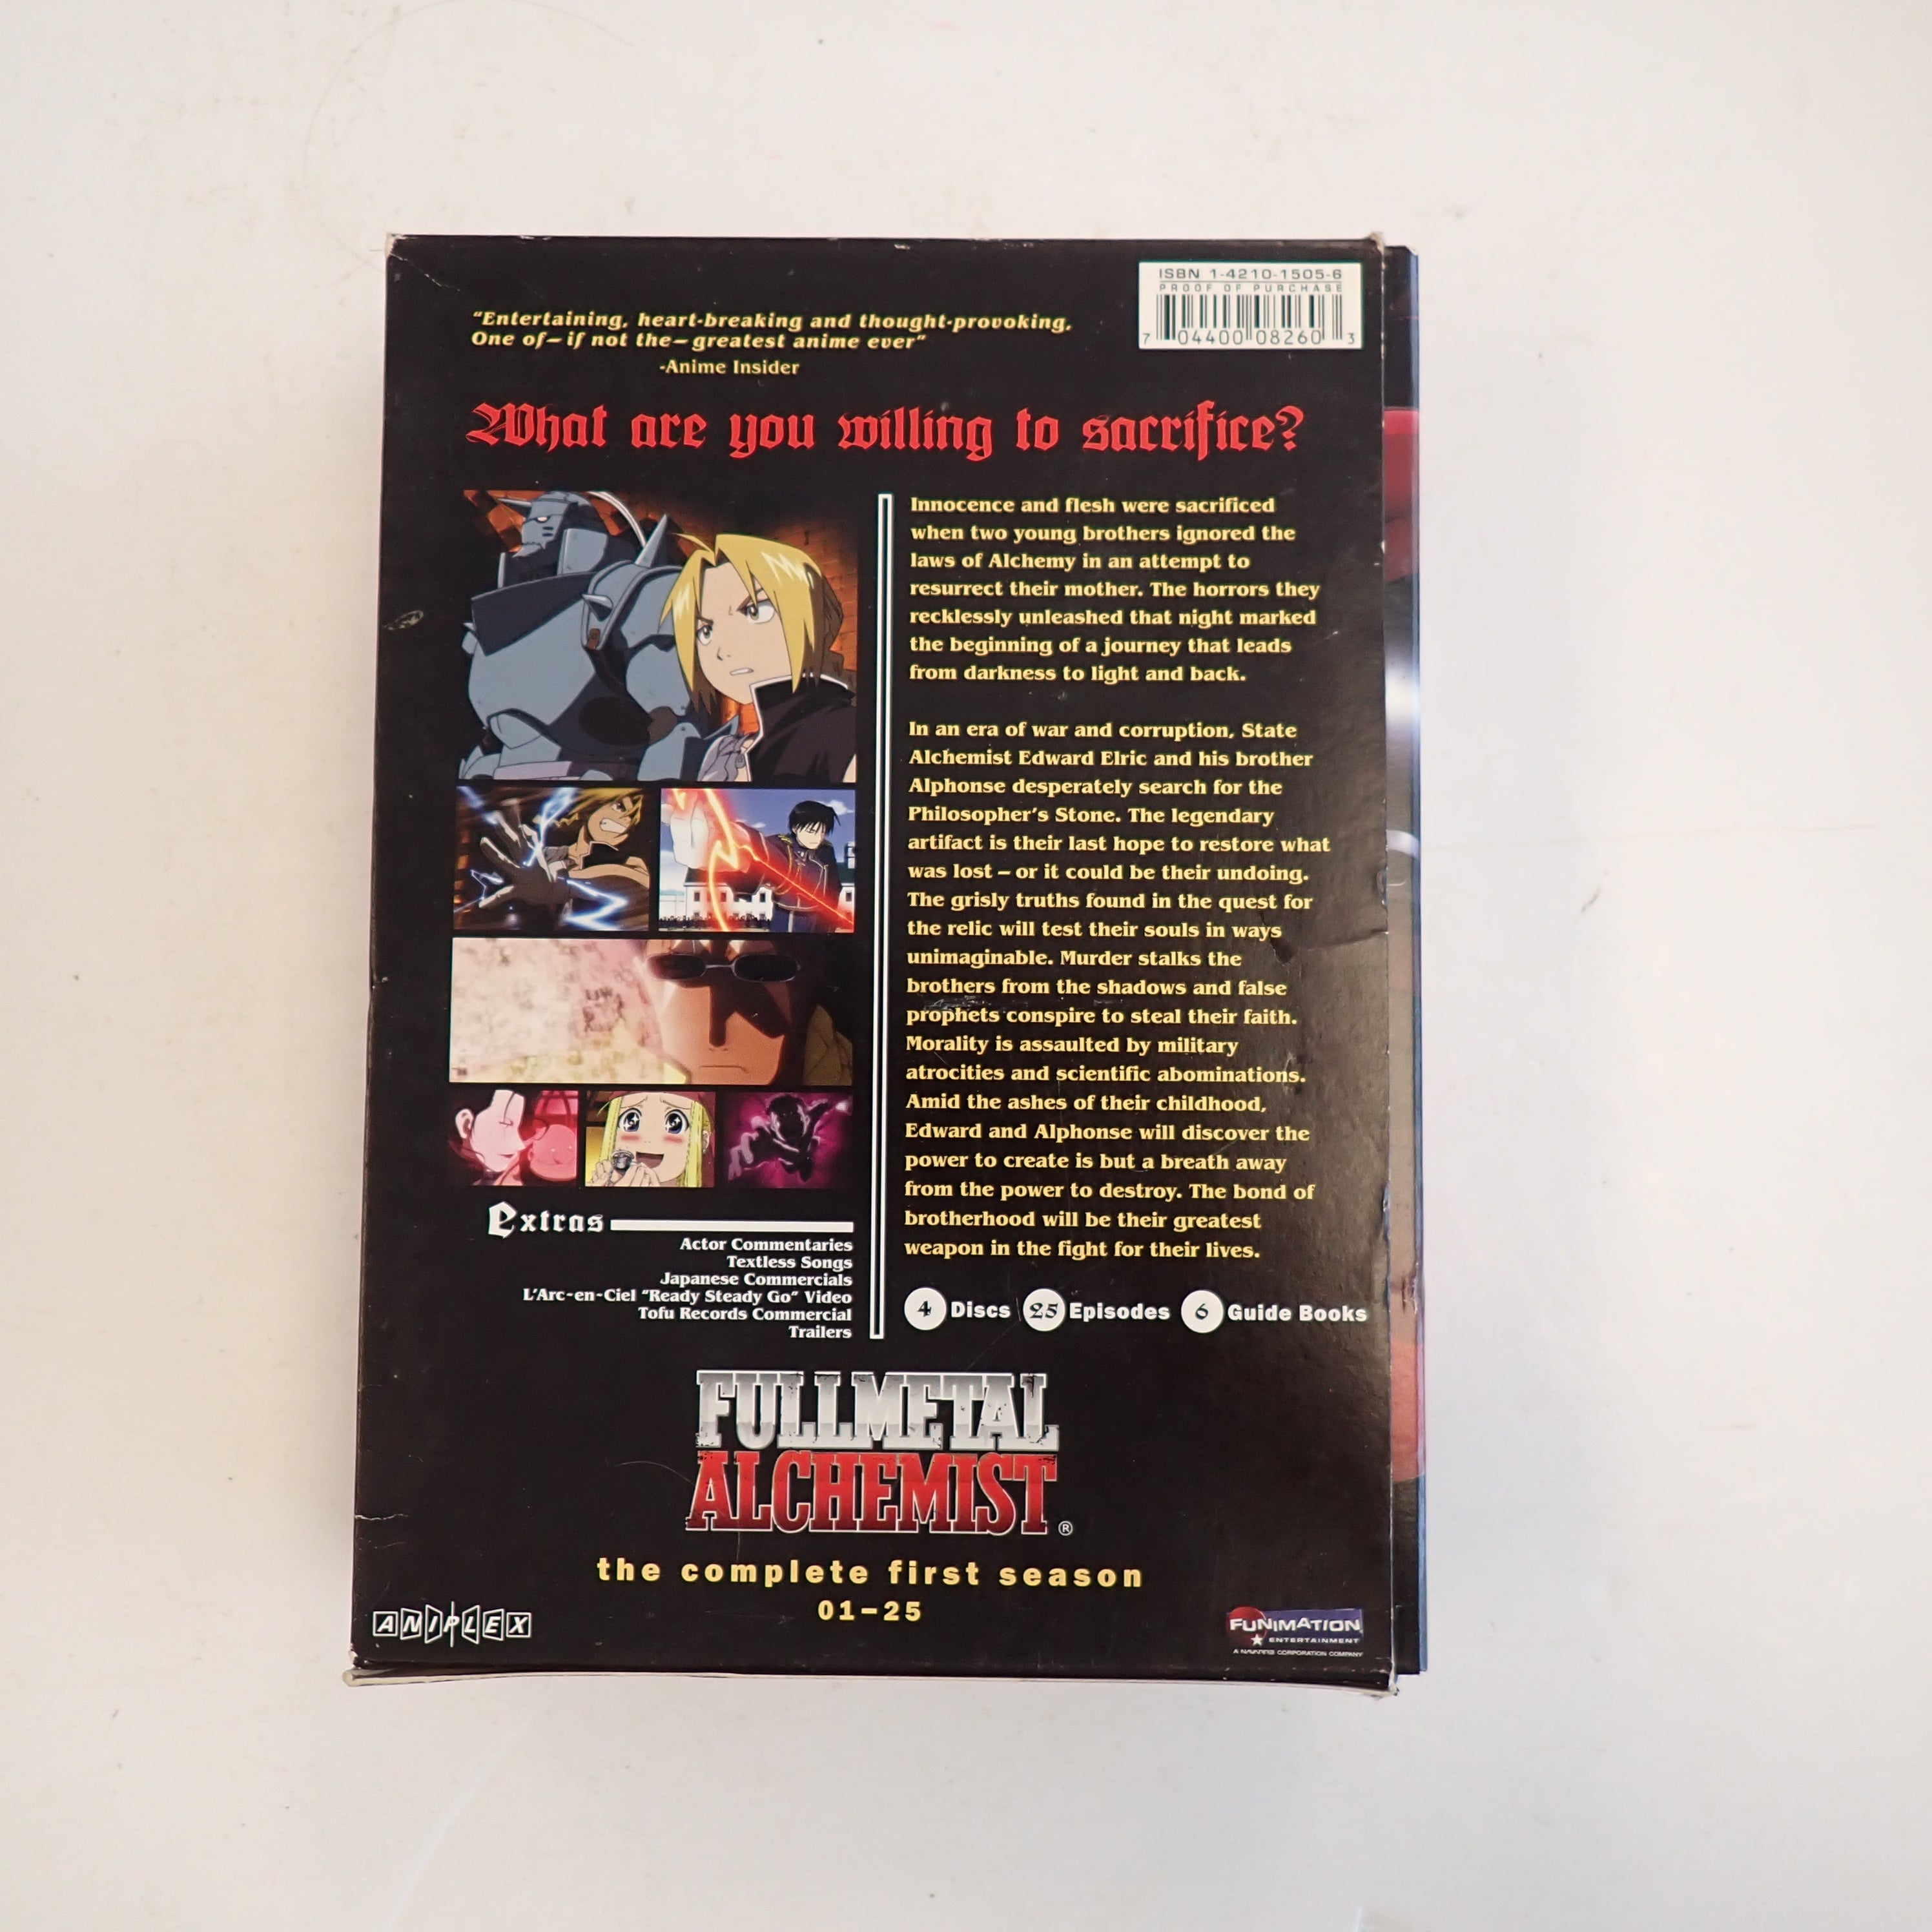 ISBN 1-4210-1505-6
PROOF OF PURCHASE
7 04400 08260 3
"Entertaining, heart-breaking and thought-provoking,
One of—if not the—greatest anime ever"
-Anime Insider
What are you willing to sacrifice?
Innocence and flesh were sacrificed
when two young brothers ignored the
laws of Alchemy in an attempt to
resurrect their mother. The horrors they
recklessly unleashed that night marked
the beginning of a journey that leads
from darkness to light and back.
In an era of war and corruption, State
Alchemist Edward Elric and his brother
Alphonse desperately search for the
Philosopher's Stone. The legendary
artifact is their last hope to restore what
was lost – or it could be their undoing.
The grisly truths found in the quest for
the relic will test their souls in ways
unimaginable. Murder stalks the
brothers from the shadows and false
prophets conspire to steal their faith.
Morality is assaulted by military
atrocities and scientific abominations.
Amid the ashes of their childhood,
Edward and Alphonse will discover the
power to create is but a breath away
from the power to destroy. The bond of
brotherhood will be their greatest
weapon in the fight for their lives.
Extras
Actor Commentaries
Textless Songs
Japanese Commercials
L'Arc-en-Ciel "Ready Steady Go" Video
Tofu Records Commercial
Trailers
4 Discs 25 Episodes 6 Guide Books
FULLMETAL
ALCHEMIST ®
the complete first season
01-25
ANIPLEX
FUNIMATION
ENTERTAINMENT
A NAVARRE CORPORATION COMPANY